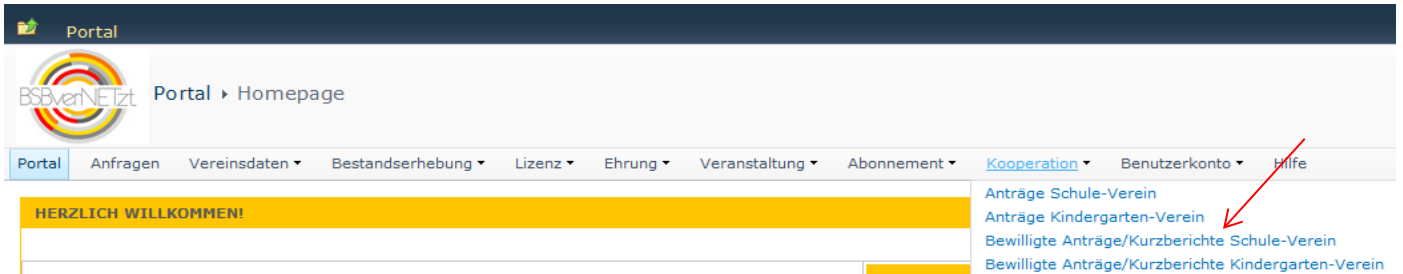 Portal
BSBverNETzt
Portal ▸ Homepage
Portal Anfragen Vereinsdaten Bestandserhebung Lizenz Ehrung Veranstaltung Abonnement Kooperation Benutzerkonto Hilfe
Anträge Schule-Verein
HERZLICH WILLKOMMEN!
Anträge Kindergarten-Verein
Bewilligte Anträge/Kurzberichte Schule-Verein
Bewilligte Anträge/Kurzberichte Kindergarten-Verein